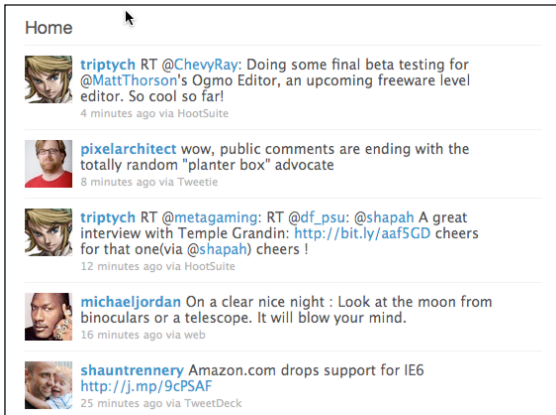 Home
triptych RT @ChevyRay: Doing some final beta testing for
@MattThorson's Ogmo Editor, an upcoming freeware level
editor. So cool so far!
4 minutes ago via HootSuite
pixelarchitect wow, public comments are ending with the
totally random "planter box" advocate
8 minutes ago via Tweetie
triptych RT @metagaming: RT @df_psu: @shapah A great
interview with Temple Grandin: http://bit.ly/aaf5GD cheers
for that one(via @shapah) cheers !
12 minutes ago via HootSuite
michaeljordan On a clear nice night : Look at the moon from
binoculars or a telescope. It will blow your mind.
16 minutes ago via web
shauntrennery Amazon.com drops support for IE6
http://j.mp/9cPSAF
25 minutes ago via TweetDeck